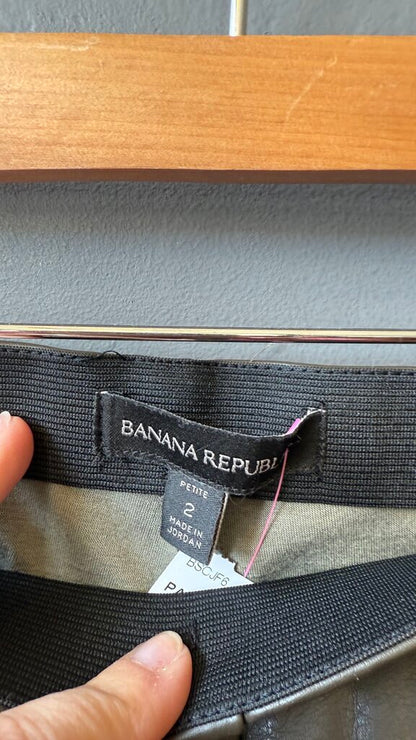 BANANA REPUBL
PETITE
2
MADE IN
JORDAN
BSCJF6
PA